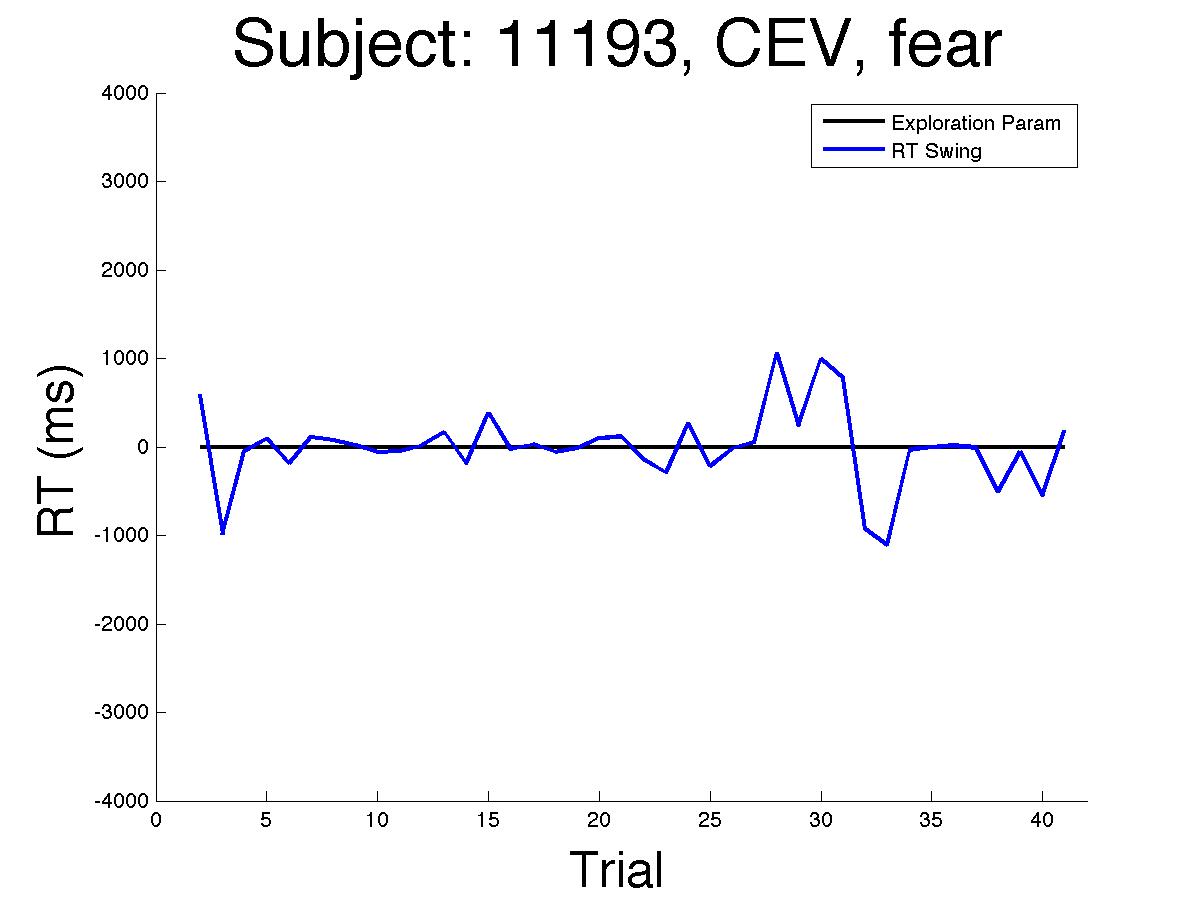 Subject: 11193, CEV, fear
4000
3000
2000
1000
0
-1000
-2000
-3000
-4000
RT (ms)
Exploration Param
RT Swing
0 5 10 15 20 25 30 35 40
Trial